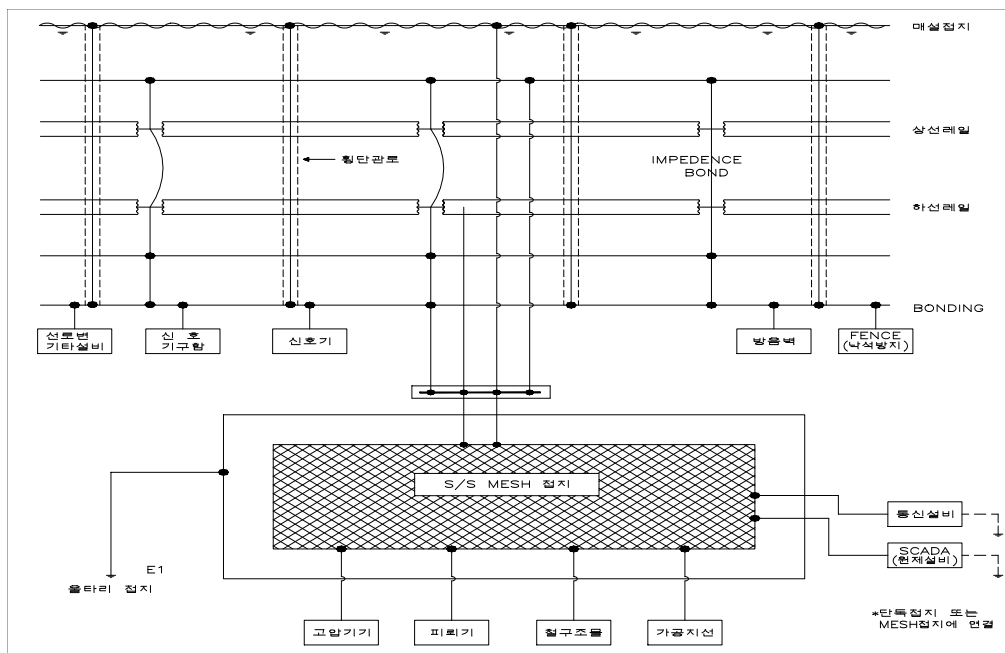 매설접지
상선레일
횡단관로
IMPEDENCE
BOND
하선레일
BONDING
선로변
기타설비
신 호
기구함
신호기
방음벽
FENCE
(낙석방지)
S/S MESH 접지
통신설비
SCADA
(원제설비)
E1
울타리 접지
*단독접지 또는
MESH접지에 연결
고압기기
피뢰기
철구조물
가공지선